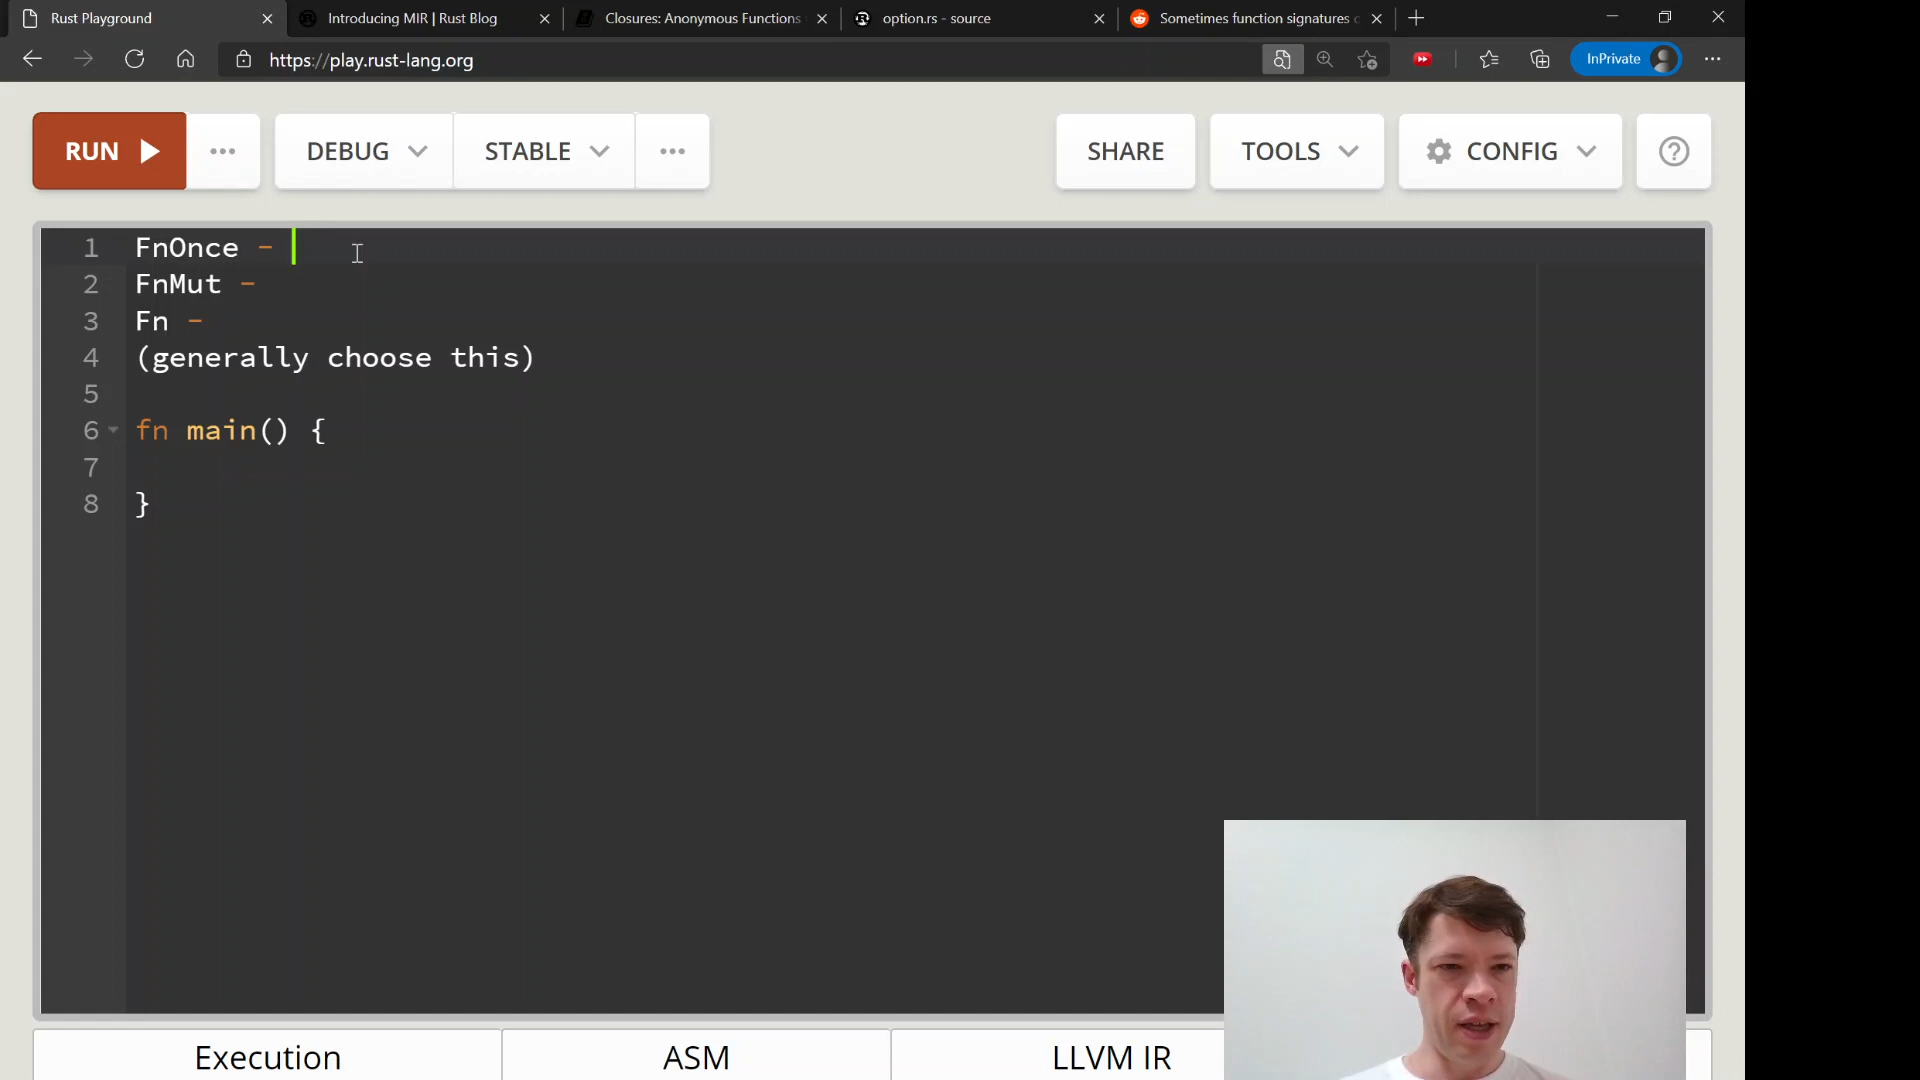 Rust Playground
Introducing MIR | Rust Blog
Closures: Anonymous Functions
option.rs - source
Sometimes function signatures c
https://play.rust-lang.org
InPrivate
RUN
DEBUG
STABLE
SHARE
TOOLS
CONFIG
1 FnOnce -
2 FnMut -
3 Fn -
4 (generally choose this)
5
6 fn main() {
7
8 }
Execution
ASM
LLVM IR